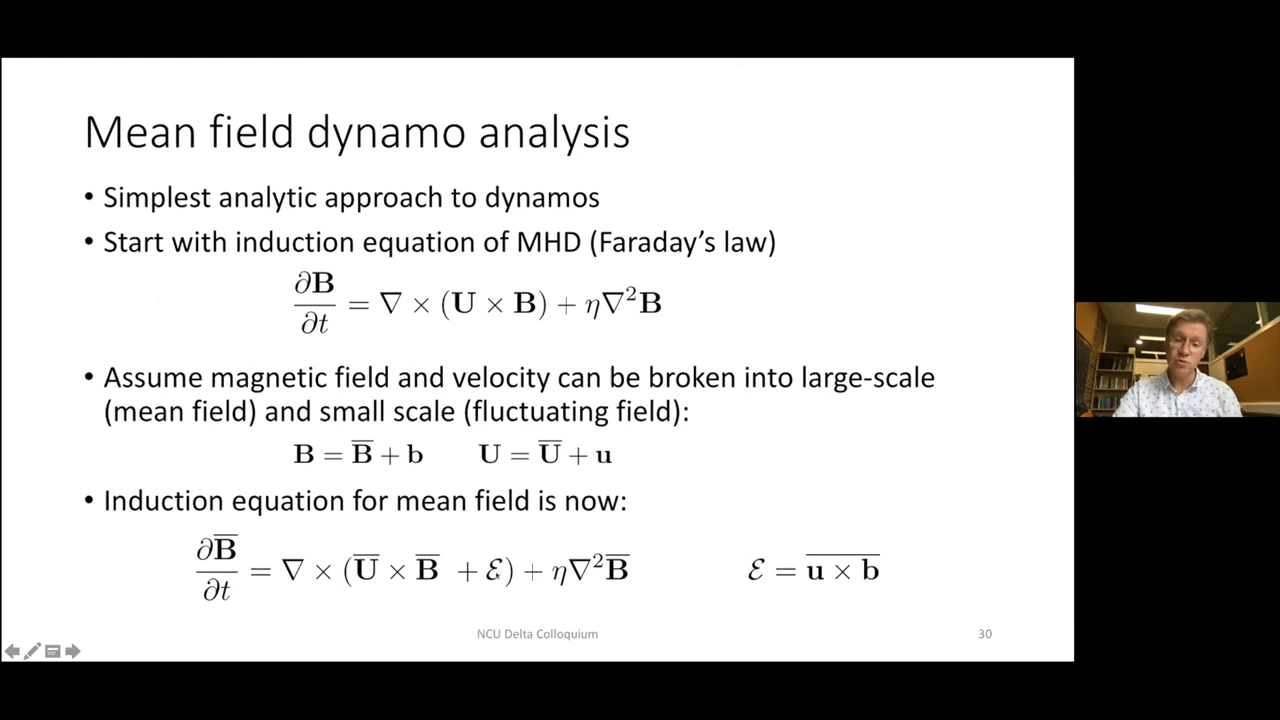 Mean field dynamo analysis
• Simplest analytic approach to dynamos
• Start with induction equation of MHD (Faraday's law)
∂B/∂t = ∇ × (U × B) + η∇²B
• Assume magnetic field and velocity can be broken into large-scale
(mean field) and small scale (fluctuating field):
B = B̅ + b U = U̅ + u
• Induction equation for mean field is now:
∂B̅/∂t = ∇ × (U̅ × B̅ + ℰ) + η∇²B̅ ℰ = \overline{u × b}
NCU Delta Colloquium 30